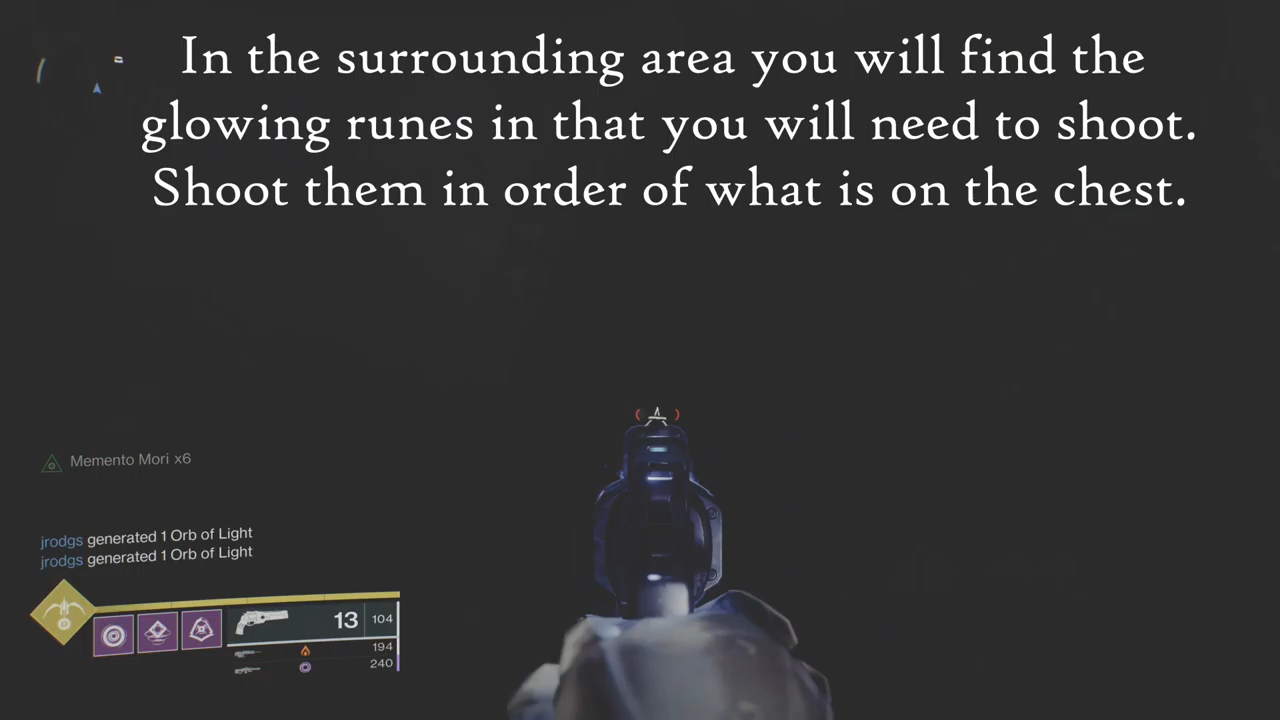 In the surrounding area you will find the
glowing runes in that you will need to shoot.
Shoot them in order of what is on the chest.
Memento Mori x6
jrodgs generated 1 Orb of Light
jrodgs generated 1 Orb of Light
13 104
194
240